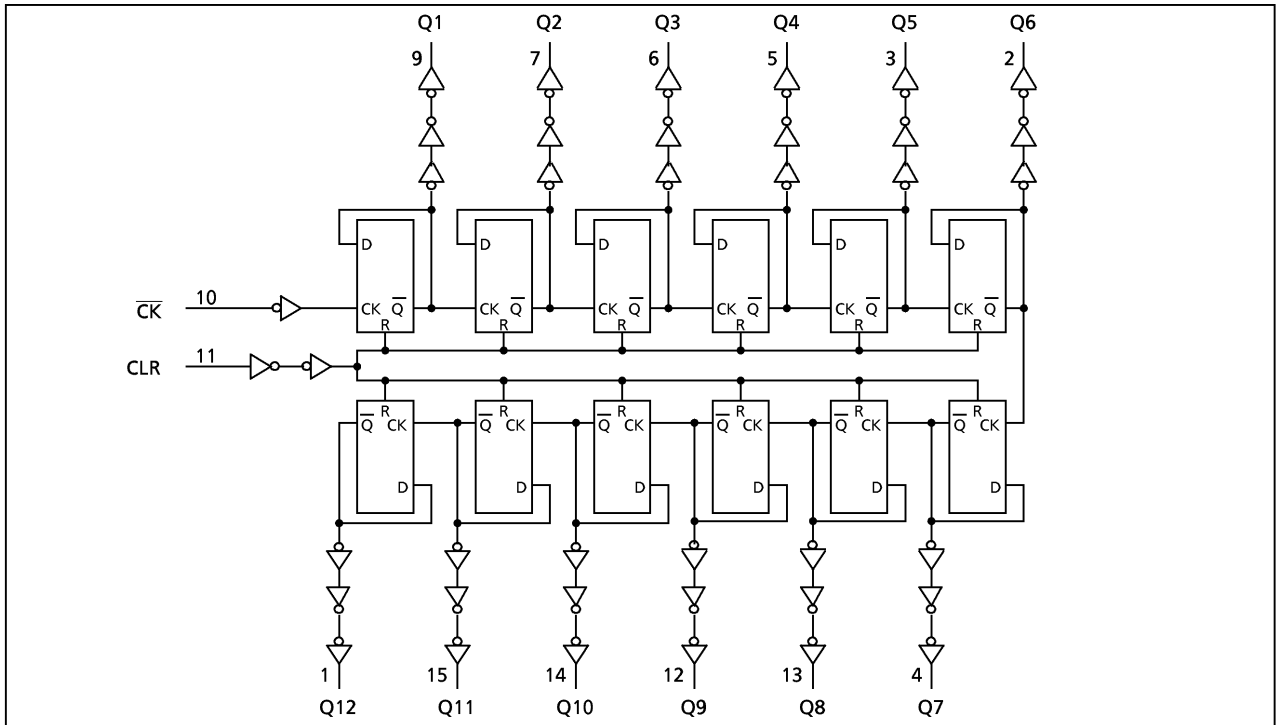 Q1 Q2 Q3 Q4 Q5 Q6
9 7 6 5 3 2
D D D D D D
C̅K̅ 10 CK Q̅ CK Q̅ CK Q̅ CK Q̅ CK Q̅ CK Q̅
R R R R R R
CLR 11
R R R R R R
Q̅ CK Q̅ CK Q̅ CK Q̅ CK Q̅ CK Q̅ CK
D D D D D D
1 15 14 12 13 4
Q12 Q11 Q10 Q9 Q8 Q7